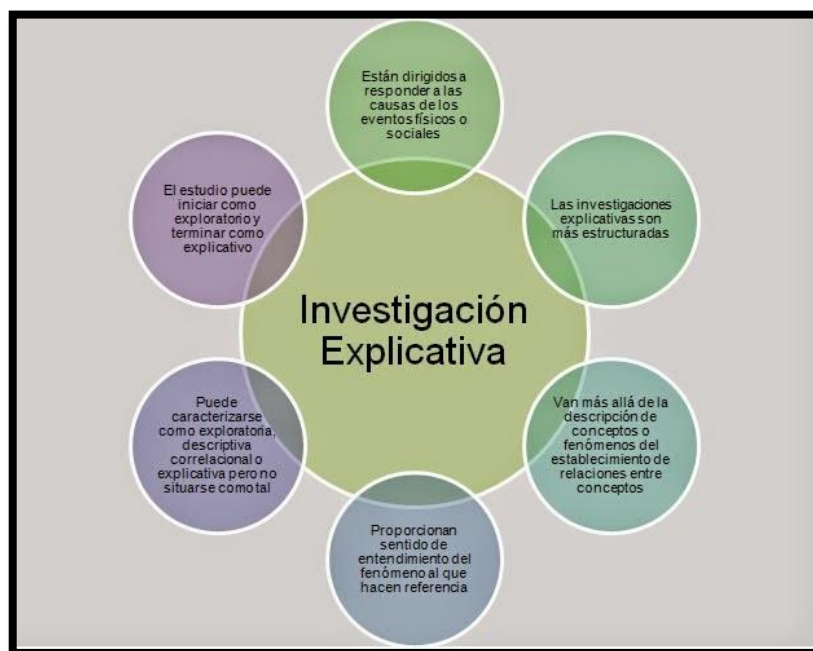 Están dirigidos a
responder a las
causas de los
eventos físicos o
sociales
Las investigaciones
explicativas son
más estructuradas
Van más allá de la
descripción de
conceptos o
fenómenos del
establecimiento de
relaciones entre
conceptos
Proporcionan
sentido de
entendimiento del
fenómeno al que
hacen referencia
Puede
caracterizarse
como exploratoria,
descriptiva
correlacional o
explicativa pero no
situarse como tal
El estudio puede
iniciar como
exploratorio y
terminar como
explicativo
Investigación
Explicativa